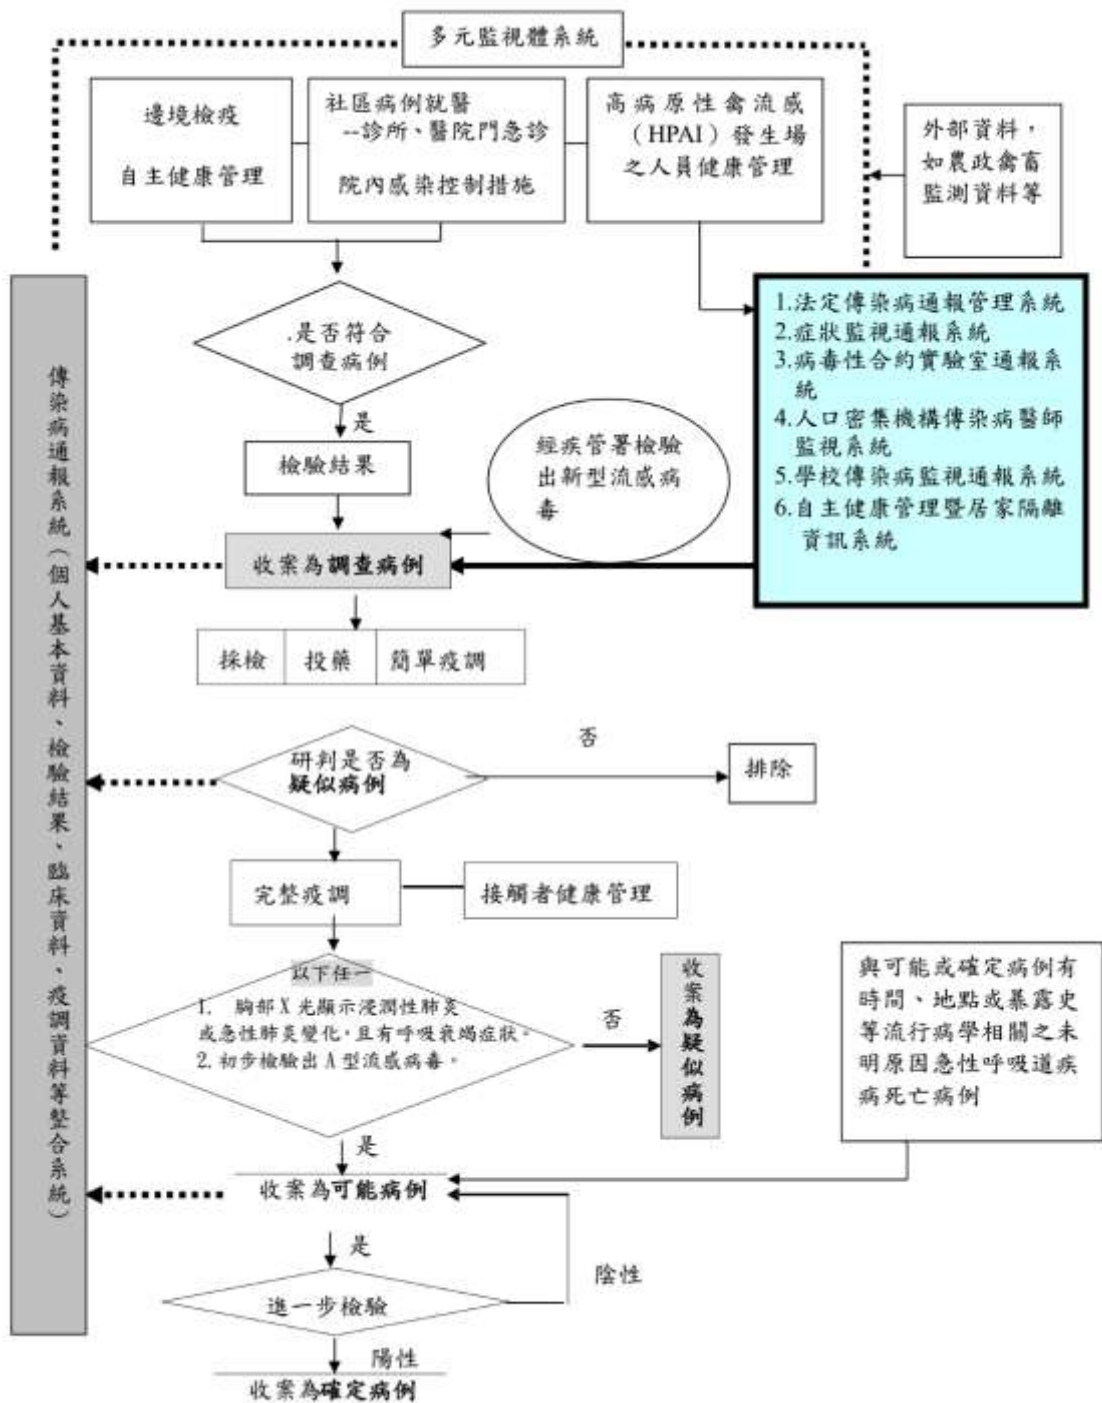 多元監視體系統
邊境檢疫
自主健康管理
社區病例就醫
--診所、醫院門急診
院內感染控制措施
高病原性禽流感
（HPAI）發生場
之人員健康管理
外部資料，
如農政禽畜
監測資料等
1.法定傳染病通報管理系統
2.症狀監視通報系統
3.病毒性合約實驗室通報系
統
4.人口密集機構傳染病醫師
監視系統
5.學校傳染病監視通報系統
6.自主健康管理暨居家隔離
資訊系統
傳染病通報系統（個人基本資料、檢驗結果、臨床資料、疫調資料等整合系統）
.是否符合
調查病例
是
檢驗結果
經疾管署檢驗
出新型流感病
毒
收案為調查病例
採檢
投藥
簡單疫調
研判是否為
疑似病例
否
排除
完整疫調
接觸者健康管理
以下任一
1. 胸部 X 光顯示浸潤性肺炎
或急性肺炎變化，且有呼吸衰竭症狀。
2. 初步檢驗出 A 型流感病毒。
否
收案為疑似病例
與可能或確定病例有
時間、地點或暴露史
等流行病學相關之未
明原因急性呼吸道疾
病死亡病例
是
收案為可能病例
是
陰性
進一步檢驗
陽性
收案為確定病例